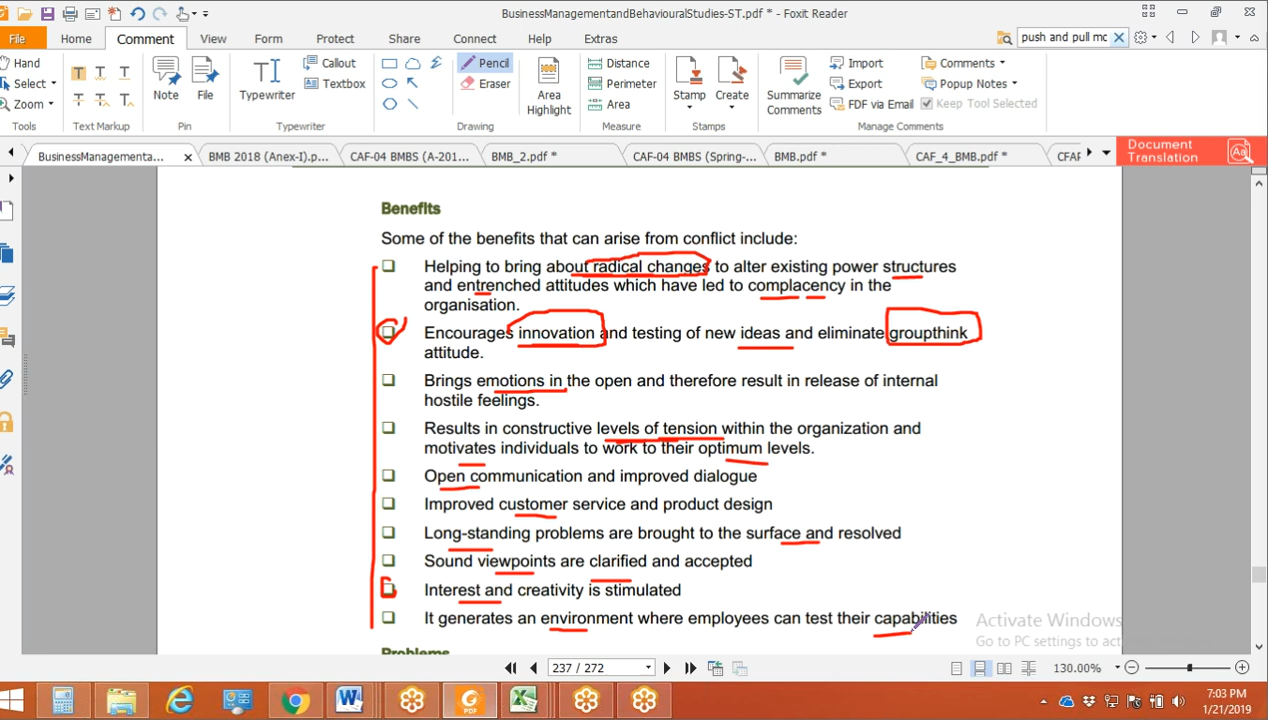 BusinessManagementandBehaviouralStudies-ST.pdf * - Foxit Reader
File Home Comment View Form Protect Share Connect Help Extras
push and pull mo
Hand
Select
Zoom
Tools
Text Markup
Note
File
Pin
Typewriter
Callout
Textbox
Typewriter
Pencil
Eraser
Area Highlight
Drawing
Distance
Perimeter
Area
Measure
Stamp
Create
Stamps
Summarize Comments
Import
Export
FDF via Email
Comments
Popup Notes
Keep Tool Selected
Manage Comments
BusinessManagementa... BMB 2018 (Anex-I).p... CAF-04 BMBS (A-201... BMB_2.pdf * CAF-04 BMBS (Spring-... BMB.pdf * CAF_4_BMB.pdf * CFAP
Document
Translation
Benefits
Some of the benefits that can arise from conflict include:
Helping to bring about radical changes to alter existing power structures
and entrenched attitudes which have led to complacency in the
organisation.
Encourages innovation and testing of new ideas and eliminate groupthink
attitude.
Brings emotions in the open and therefore result in release of internal
hostile feelings.
Results in constructive levels of tension within the organization and
motivates individuals to work to their optimum levels.
Open communication and improved dialogue
Improved customer service and product design
Long-standing problems are brought to the surface and resolved
Sound viewpoints are clarified and accepted
Interest and creativity is stimulated
It generates an environment where employees can test their capabilities
Activate Windows
Go to PC settings to act
237 / 272
130.00%
7:03 PM
1/21/2019